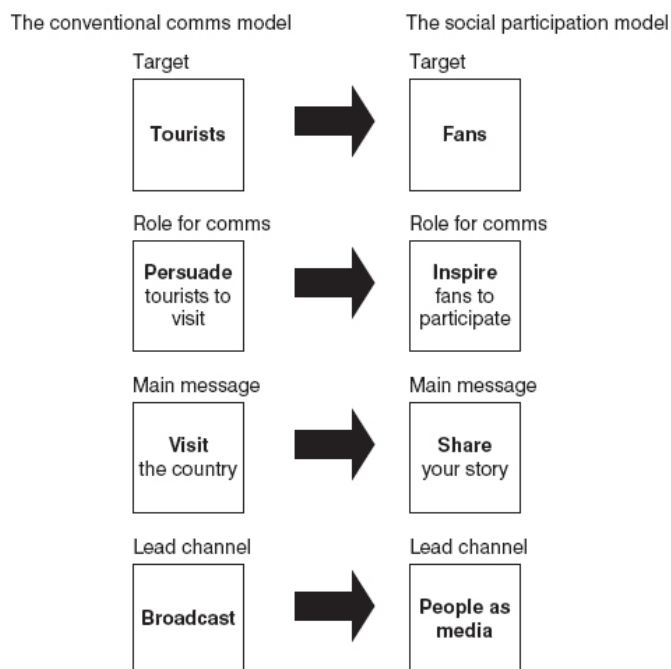 The conventional comms model
The social participation model
Target
Target
Tourists
Fans
Role for comms
Role for comms
Persuade
tourists to
visit
Inspire
fans to
participate
Main message
Main message
Visit
the country
Share
your story
Lead channel
Lead channel
Broadcast
People as
media